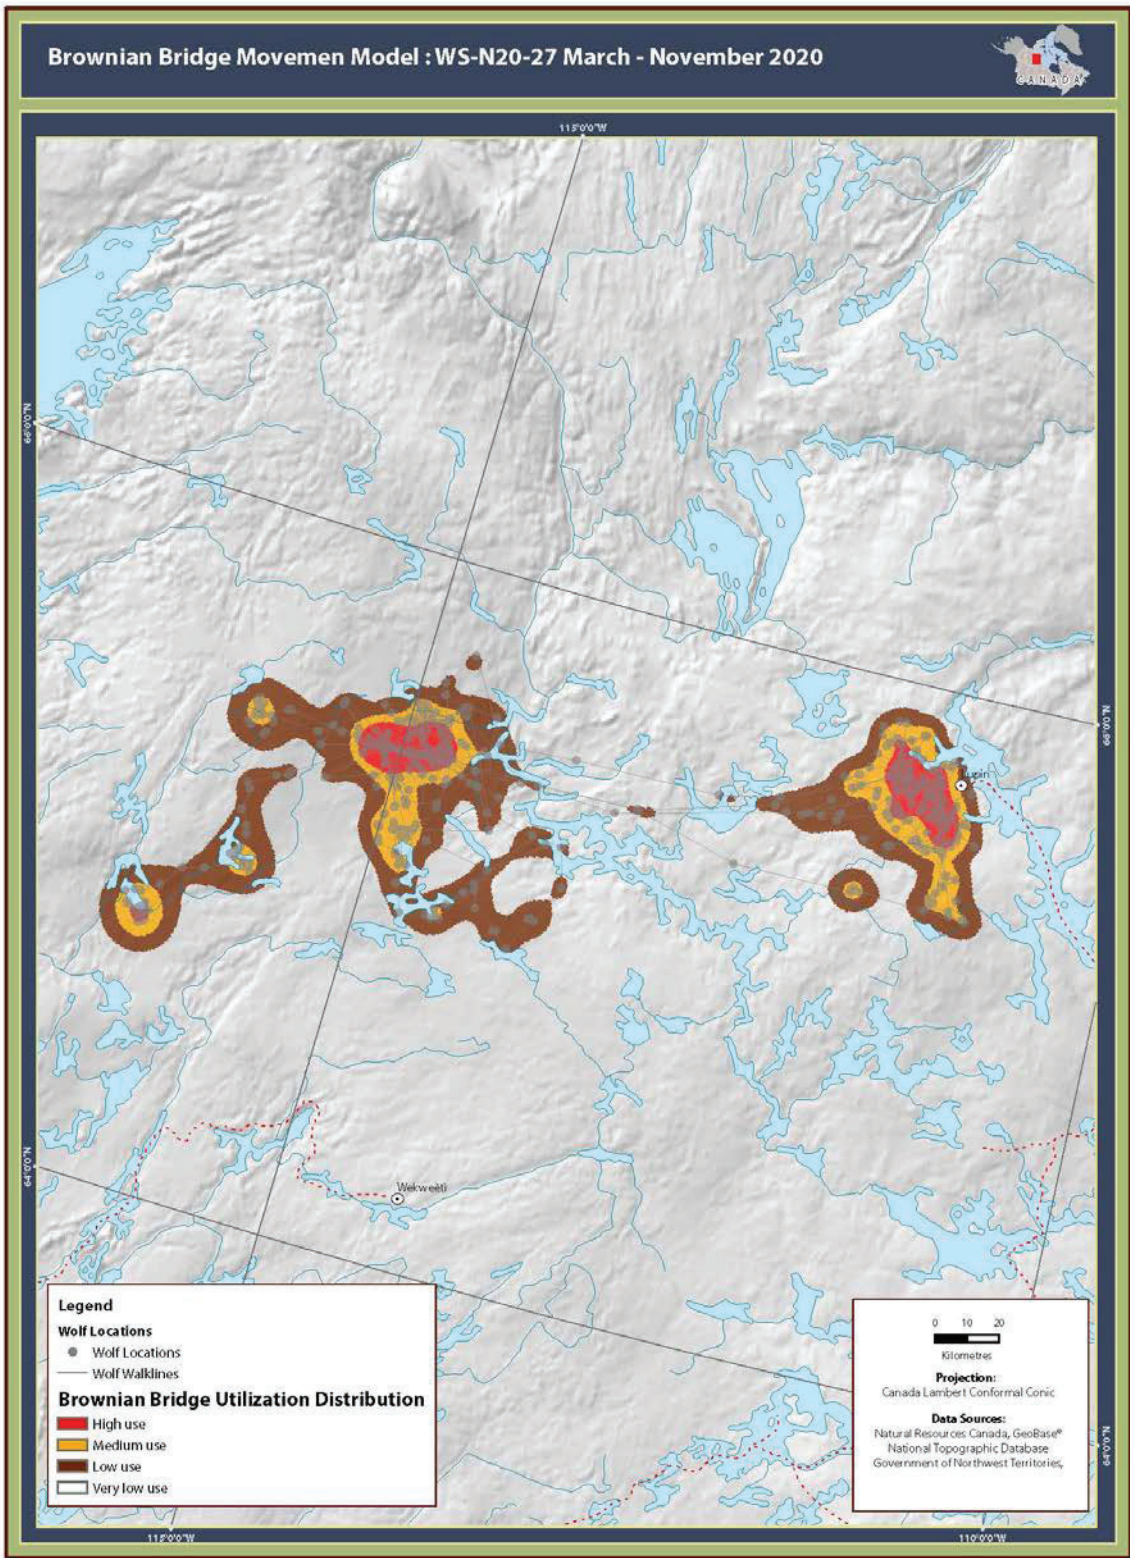 Brownian Bridge Movemen Model : WS-N20-27 March - November 2020
CANADA
115°0'0"W
66°0'0"N
66°0'0"N
Lupin
64°0'0"N
Wekweètì
Legend
Wolf Locations
Wolf Locations
Wolf Walklines
Brownian Bridge Utilization Distribution
High use
Medium use
Low use
Very low use
0 10 20
Kilometres
Projection:
Canada Lambert Conformal Conic
Data Sources:
Natural Resources Canada, GeoBase®
National Topographic Database
Government of Northwest Territories,
64°0'0"N
115°0'0"W
110°0'0"W